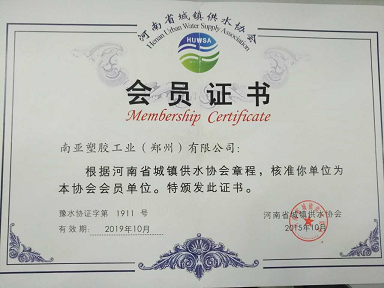 河南省城镇供水协会
Henan Urban Water Supply Association
HUWSA
会员证书
Membership Certificate
南亚塑胶工业（郑州）有限公司：
根据河南省城镇供水协会章程，核准你单位为
本协会会员单位。特颁发此证书。
豫水协证字第 1911 号
河南省城镇供水协会
有效期：2019年10月
2015年10月